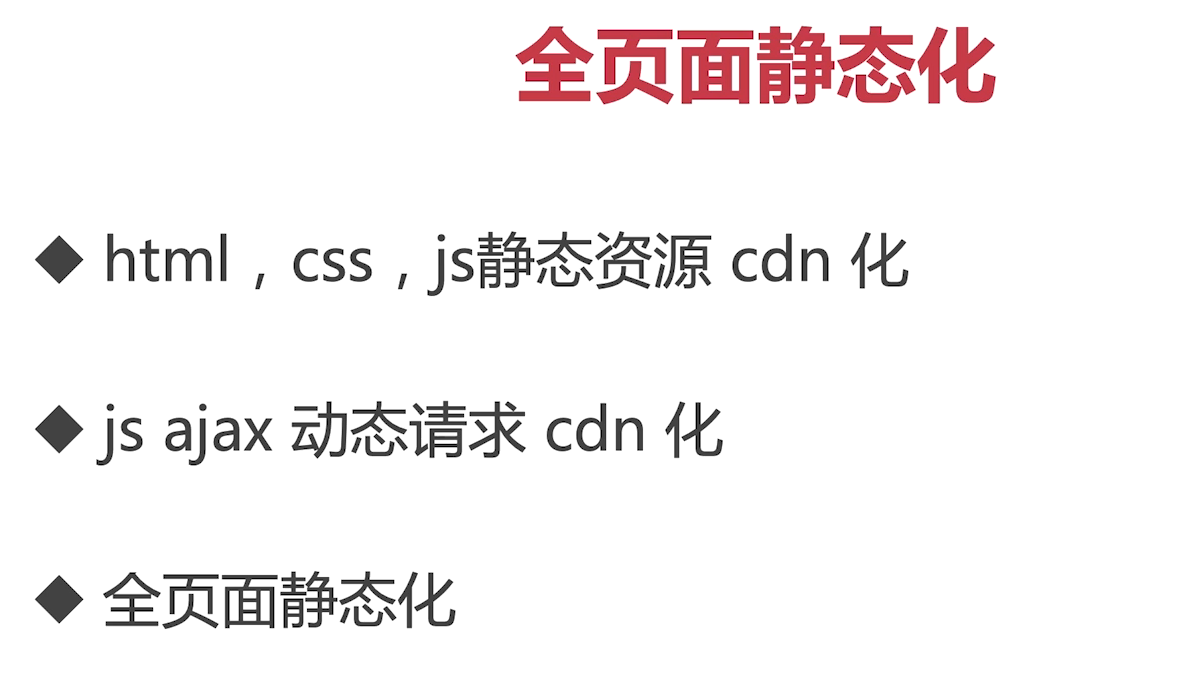 全页面静态化
◆ html，css，js静态资源 cdn 化
◆ js ajax 动态请求 cdn 化
◆ 全页面静态化